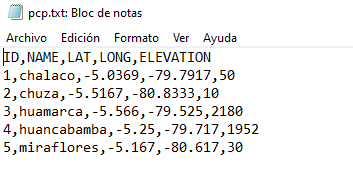 pcp.txt: Bloc de notas
Archivo Edición Formato Ver Ayuda
ID,NAME,LAT,LONG,ELEVATION
1,chalaco,-5.0369,-79.7917,50
2,chuza,-5.5167,-80.8333,10
3,huamarca,-5.566,-79.525,2180
4,huancabamba,-5.25,-79.717,1952
5,miraflores,-5.167,-80.617,30